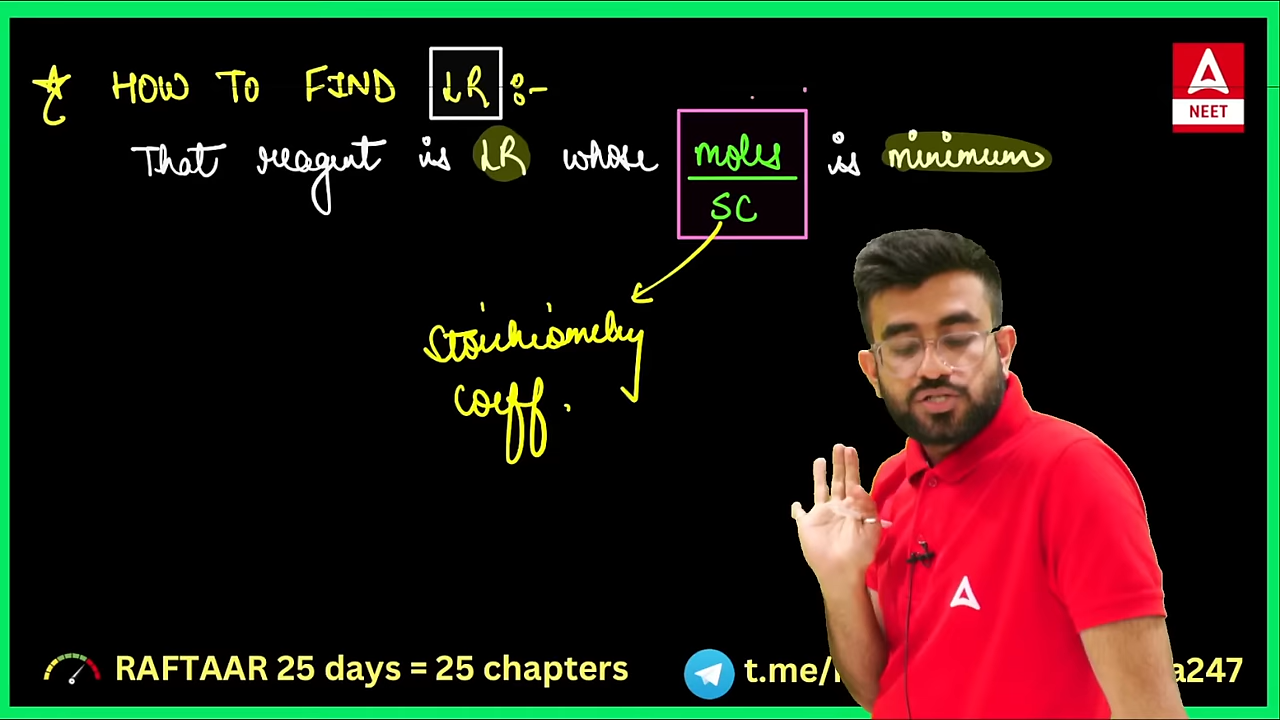 HOW TO FIND LR :-
That reagent is LR whose moles is minimum
SC
Stoichiometry
coeff.
NEET
RAFTAAR 25 days = 25 chapters
t.me/
a247